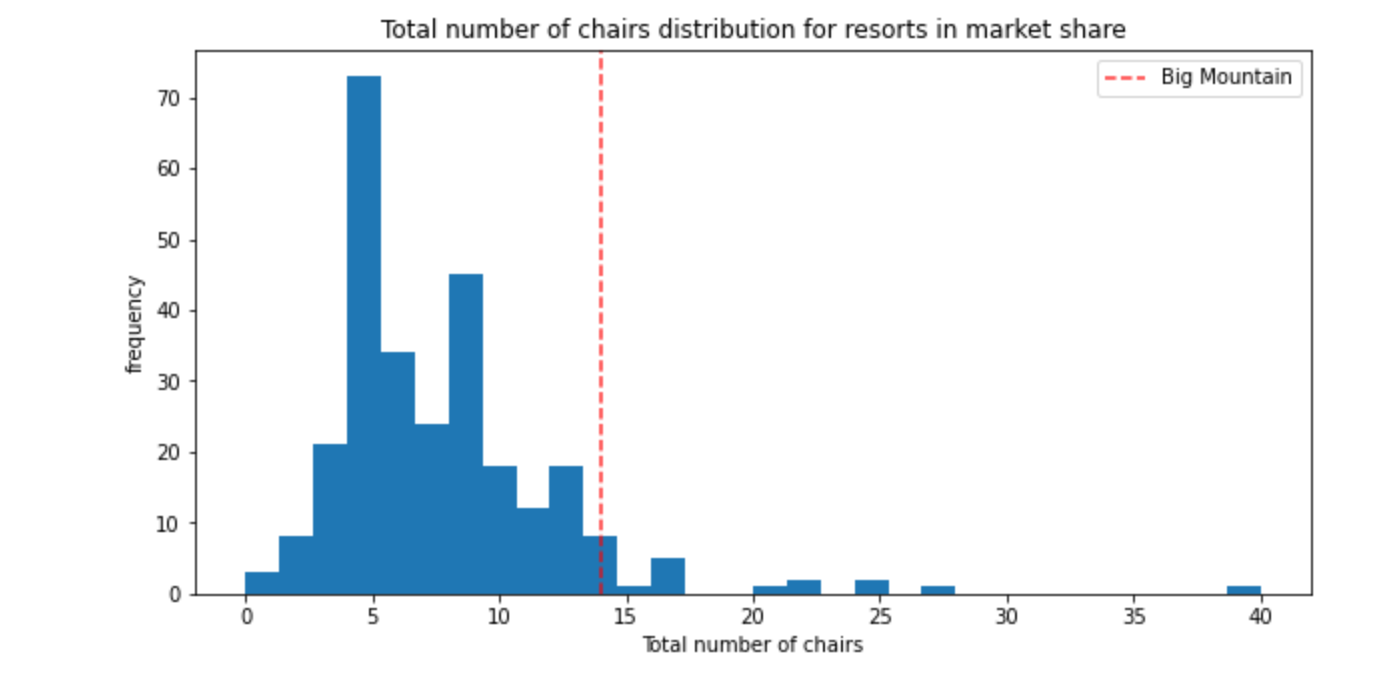 Total number of chairs distribution for resorts in market share
Big Mountain
frequency
70
60
50
40
30
20
10
0
0 5 10 15 20 25 30 35 40
Total number of chairs